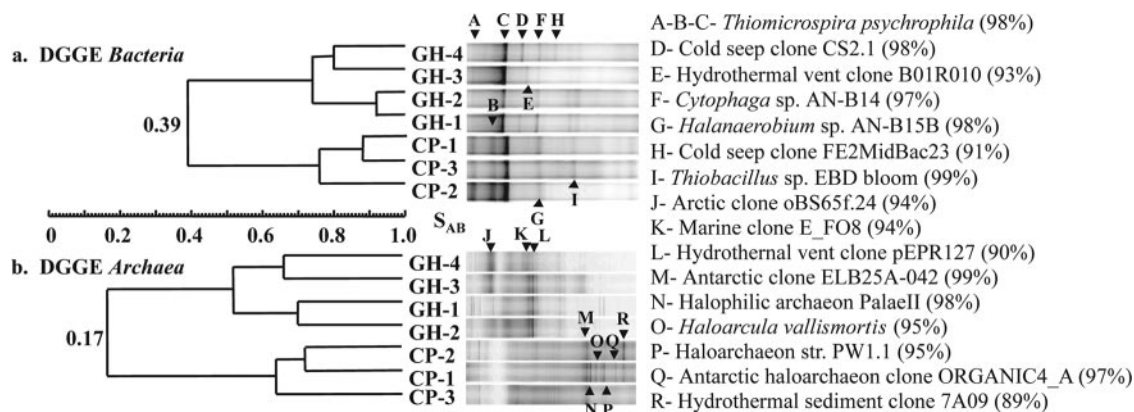 A C D F H
a. DGGE Bacteria
GH-4
GH-3
GH-2
B E
GH-1
CP-1
CP-3
CP-2
I
0.39
0.0 0.2 0.4 0.6 0.8 1.0
S_AB
G
J K L
b. DGGE Archaea
GH-4
GH-3
GH-1
GH-2
M R
CP-2
O Q
CP-1
CP-3
N P
0.17
A-B-C- Thiomicrospira psychrophila (98%)
D- Cold seep clone CS2.1 (98%)
E- Hydrothermal vent clone B01R010 (93%)
F- Cytophaga sp. AN-B14 (97%)
G- Halanaerobium sp. AN-B15B (98%)
H- Cold seep clone FE2MidBac23 (91%)
I- Thiobacillus sp. EBD bloom (99%)
J- Arctic clone oBS65f.24 (94%)
K- Marine clone E_FO8 (94%)
L- Hydrothernal vent clone pEPR127 (90%)
M- Antarctic clone ELB25A-042 (99%)
N- Halophilic archaeon PalaeII (98%)
O- Haloarcula vallismortis (95%)
P- Haloarchaeon str. PW1.1 (95%)
Q- Antarctic haloarchaeon clone ORGANIC4_A (97%)
R- Hydrothermal sediment clone 7A09 (89%)